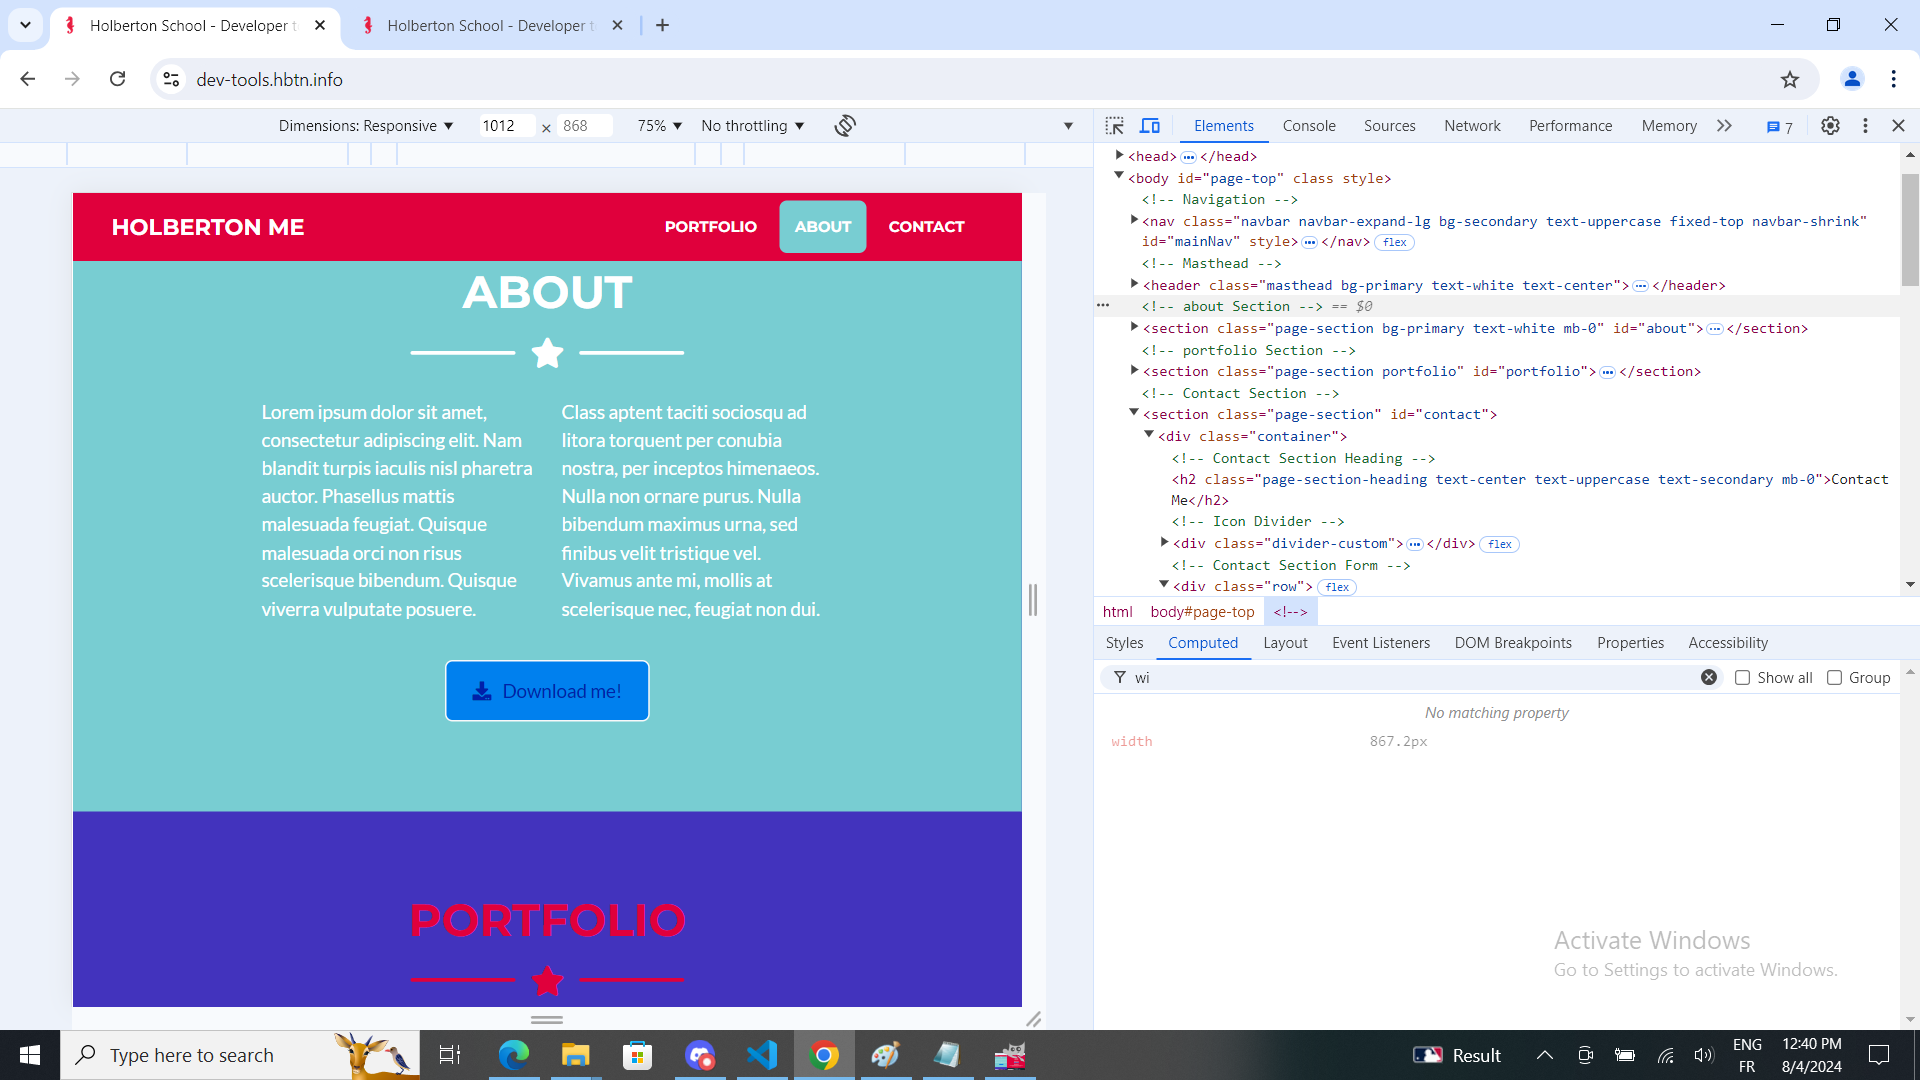 Holberton School - Developer t
Holberton School - Developer t
dev-tools.hbtn.info
Dimensions: Responsive 1012 × 868 75% No throttling
Elements Console Sources Network Performance Memory 7
HOLBERTON ME PORTFOLIO ABOUT CONTACT
ABOUT
Lorem ipsum dolor sit amet,
consectetur adipiscing elit. Nam
blandit turpis iaculis nisl pharetra
auctor. Phasellus mattis
malesuada feugiat. Quisque
malesuada orci non risus
scelerisque bibendum. Quisque
viverra vulputate posuere.
Class aptent taciti sociosqu ad
litora torquent per conubia
nostra, per inceptos himenaeos.
Nulla non ornare purus. Nulla
bibendum maximus urna, sed
finibus velit tristique vel.
Vivamus ante mi, mollis at
scelerisque nec, feugiat non dui.
Download me!
PORTFOLIO
<head> ••• </head>
<body id="page-top" class style>
<!-- Navigation -->
<nav class="navbar navbar-expand-lg bg-secondary text-uppercase fixed-top navbar-shrink"
id="mainNav" style> ••• </nav> flex
<!-- Masthead -->
<header class="masthead bg-primary text-white text-center"> ••• </header>
••• <!-- about Section --> == $0
<section class="page-section bg-primary text-white mb-0" id="about"> ••• </section>
<!-- portfolio Section -->
<section class="page-section portfolio" id="portfolio"> ••• </section>
<!-- Contact Section -->
<section class="page-section" id="contact">
<div class="container">
<!-- Contact Section Heading -->
<h2 class="page-section-heading text-center text-uppercase text-secondary mb-0">Contact
Me</h2>
<!-- Icon Divider -->
<div class="divider-custom"> ••• </div> flex
<!-- Contact Section Form -->
<div class="row"> flex
html body#page-top <!-->
Styles Computed Layout Event Listeners DOM Breakpoints Properties Accessibility
wi Show all Group
No matching property
width 867.2px
Activate Windows
Go to Settings to activate Windows.
Type here to search
Result
ENG
FR
12:40 PM
8/4/2024